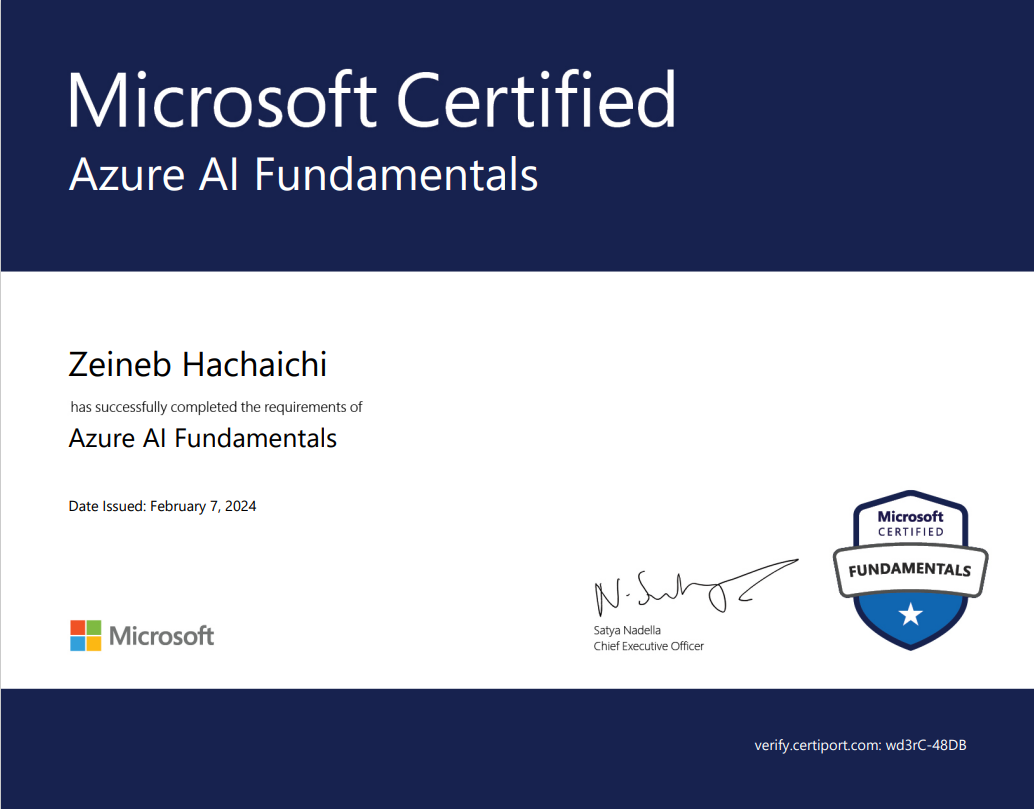 Microsoft Certified
Azure AI Fundamentals
Zeineb Hachaichi
has successfully completed the requirements of
Azure AI Fundamentals
Date Issued: February 7, 2024
Microsoft
CERTIFIED
FUNDAMENTALS
N. Satya
Satya Nadella
Chief Executive Officer
Microsoft
verify.certiport.com: wd3rC-48DB